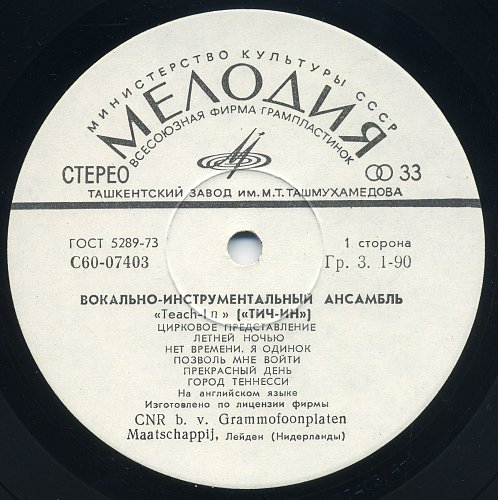 МИНИСТЕРСТВО КУЛЬТУРЫ СССР
МЕЛОДИЯ
ВСЕСОЮЗНАЯ ФИРМА ГРАМПЛАСТИНОК
СТЕРЕО 33
ТАШКЕНТСКИЙ ЗАВОД ИМ. М.Т. ТАШМУХАМЕДОВА
ГОСТ 5289-73 1 сторона
С60-07403 Гр. 3. 1-90
ВОКАЛЬНО-ИНСТРУМЕНТАЛЬНЫЙ АНСАМБЛЬ
«Teach-In» («ТИЧ-ИН»)
ЦИРКОВОЕ ПРЕДСТАВЛЕНИЕ
ЛЕТНЕЙ НОЧЬЮ
НЕТ ВРЕМЕНИ. Я ОДИНОК
ПОЗВОЛЬ МНЕ ВОЙТИ
ПРЕКРАСНЫЙ ДЕНЬ
ГОРОД ТЕННЕССИ
На английском языке
Изготовлено по лицензии фирмы
CNR b. v. Grammofoonplaten
Maatschappij, Лейден (Нидерланды)